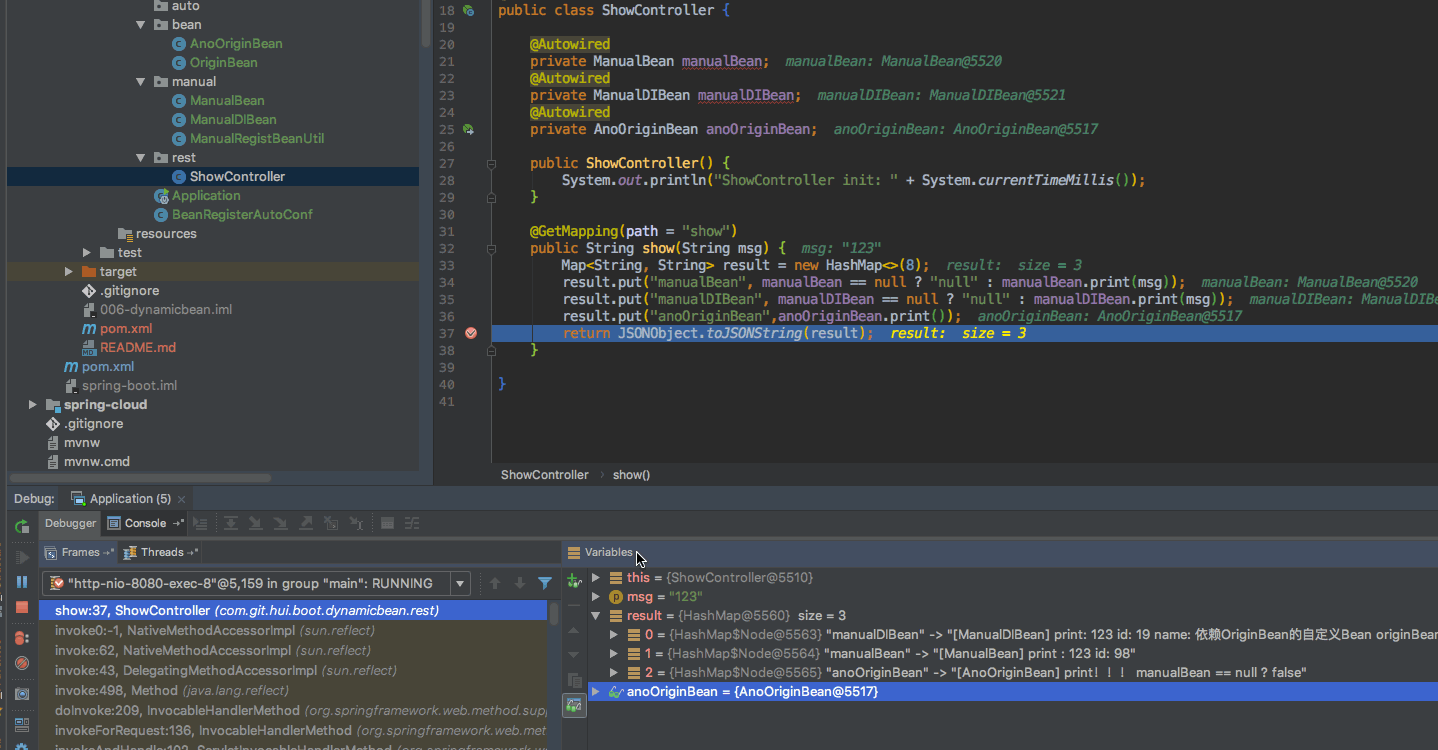 auto
bean
AnoOriginBean
OriginBean
manual
ManualBean
ManualDIBean
ManualRegistBeanUtil
rest
ShowController
Application
BeanRegisterAutoConf
resources
test
target
.gitignore
006-dynamicbean.iml
pom.xml
README.md
pom.xml
spring-boot.iml
spring-cloud
.gitignore
mvnw
mvnw.cmd
18 public class ShowController {
19
20 @Autowired
21 private ManualBean manualBean; manualBean: ManualBean@5520
22 @Autowired
23 private ManualDIBean manualDIBean; manualDIBean: ManualDIBean@5521
24 @Autowired
25 private AnoOriginBean anoOriginBean; anoOriginBean: AnoOriginBean@5517
26
27 public ShowController() {
28 System.out.println("ShowController init: " + System.currentTimeMillis());
29 }
30
31 @GetMapping(path = "show")
32 public String show(String msg) { msg: "123"
33 Map<String, String> result = new HashMap<>(8); result: size = 3
34 result.put("manualBean", manualBean == null ? "null" : manualBean.print(msg)); manualBean: ManualBean@5520
35 result.put("manualDIBean", manualDIBean == null ? "null" : manualDIBean.print(msg)); manualDIBean: ManualDIBe
36 result.put("anoOriginBean",anoOriginBean.print()); anoOriginBean: AnoOriginBean@5517
37 return JSONObject.toJSONString(result); result: size = 3
38 }
39
40 }
41
ShowController › show()
Debug: Application (5)
Debugger Console
Frames Threads
"http-nio-8080-exec-8"@5,159 in group "main": RUNNING
show:37, ShowController (com.git.hui.boot.dynamicbean.rest)
invoke0:-1, NativeMethodAccessorImpl (sun.reflect)
invoke:62, NativeMethodAccessorImpl (sun.reflect)
invoke:43, DelegatingMethodAccessorImpl (sun.reflect)
invoke:498, Method (java.lang.reflect)
doInvoke:209, InvocableHandlerMethod (org.springframework.web.method.sup
invokeForRequest:136, InvocableHandlerMethod (org.springframework.web.met
invokeAndHandle:102, ServletInvocableHandlerMethod (org.springframework.w
Variables
this = {ShowController@5510}
msg = "123"
result = {HashMap@5560} size = 3
0 = {HashMap$Node@5563} "manualDIBean" -> "[ManualDIBean] print: 123 id: 19 name: 依赖OriginBean的自定义Bean originBean
1 = {HashMap$Node@5564} "manualBean" -> "[ManualBean] print : 123 id: 98"
2 = {HashMap$Node@5565} "anoOriginBean" -> "[AnoOriginBean] print！！！ manualBean == null ? false"
anoOriginBean = {AnoOriginBean@5517}